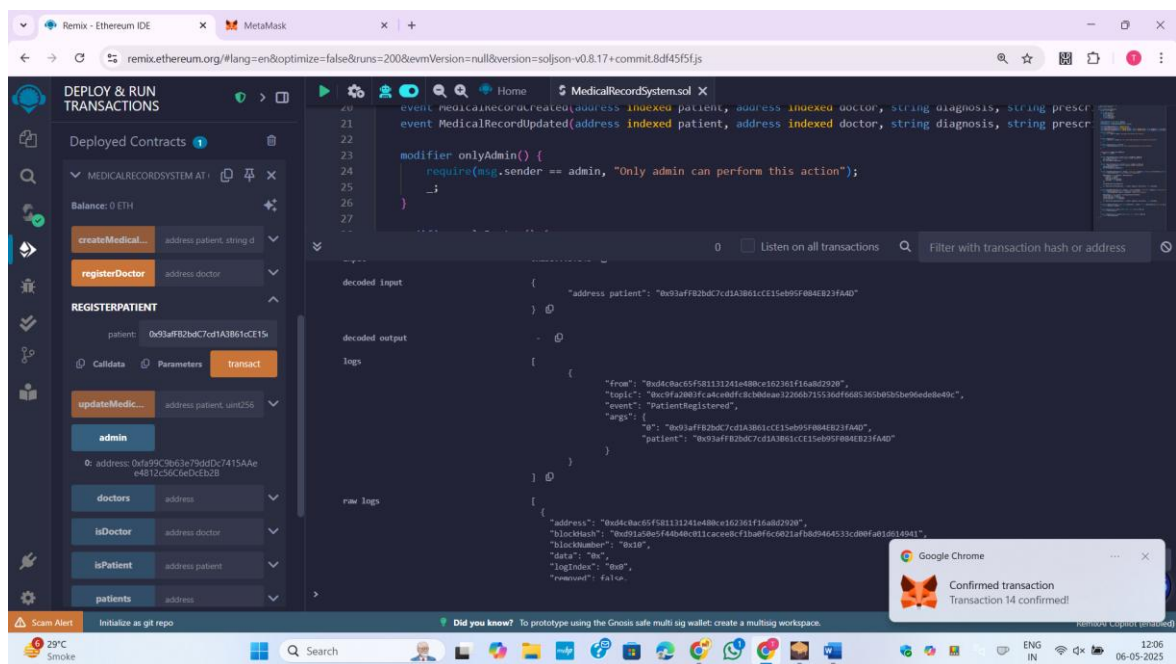 Remix - Ethereum IDE
MetaMask
remix.ethereum.org/#lang=en&optimize=false&runs=200&evmVersion=null&version=soljson-v0.8.17+commit.8df45f5f.js
DEPLOY & RUN
TRANSACTIONS
Deployed Contracts 1
MEDICALRECORDSYSTEM AT
Balance: 0 ETH
createMedical... address patient, string d
registerDoctor address doctor
REGISTERPATIENT
patient: 0x93afFB2bdC7cd1A3B61cCE15
Calldata Parameters transact
updateMedic... address patient, uint256
admin
0: address: 0xfa99C9b63e79ddDc7415AAe
e4812c56C6eDcEb2B
doctors address
isDoctor address doctor
isPatient address patient
patients address
Home MedicalRecordSystem.sol
20 event MedicalRecordCreated(address indexed patient, address indexed doctor, string diagnosis, string prescr
21 event MedicalRecordUpdated(address indexed patient, address indexed doctor, string diagnosis, string prescr
22
23 modifier onlyAdmin() {
24 require(msg.sender == admin, "Only admin can perform this action");
25 _;
26 }
27
0 Listen on all transactions Filter with transaction hash or address
decoded input {
"address patient": "0x93afFB2bdC7cd1A3B61cCE15eb95F084EB23fA4D"
}
decoded output -
logs [
{
"from": "0xd4c0ac65f581131241e480ce162361f16a8d2920",
"event": "PatientRegistered",
"args": {
"0": "0x93afFB2bdC7cd1A3B61cCE15eb95F084EB23fA4D"
"patient": "0x93afFB2bdC7cd1A3B61cCE15eb95F084EB23fA4D"
}
}
]
raw logs [
{
"address": "0xd4c0ac65f581131241e480ce162361f16a8d2920",
"blockNumber": "0x10",
"data": "0x",
"logIndex": "0x0",
"removed": false,
Google Chrome
Confirmed transaction
Transaction 14 confirmed!
Scam Alert Initialize as git repo
Did you know? To prototype using the Gnosis safe multi sig wallet: create a multisig workspace.
RemixAI Copilot (enabled)
6
29°C
Smoke
Search
ENG
IN
12:06
06-05-2025